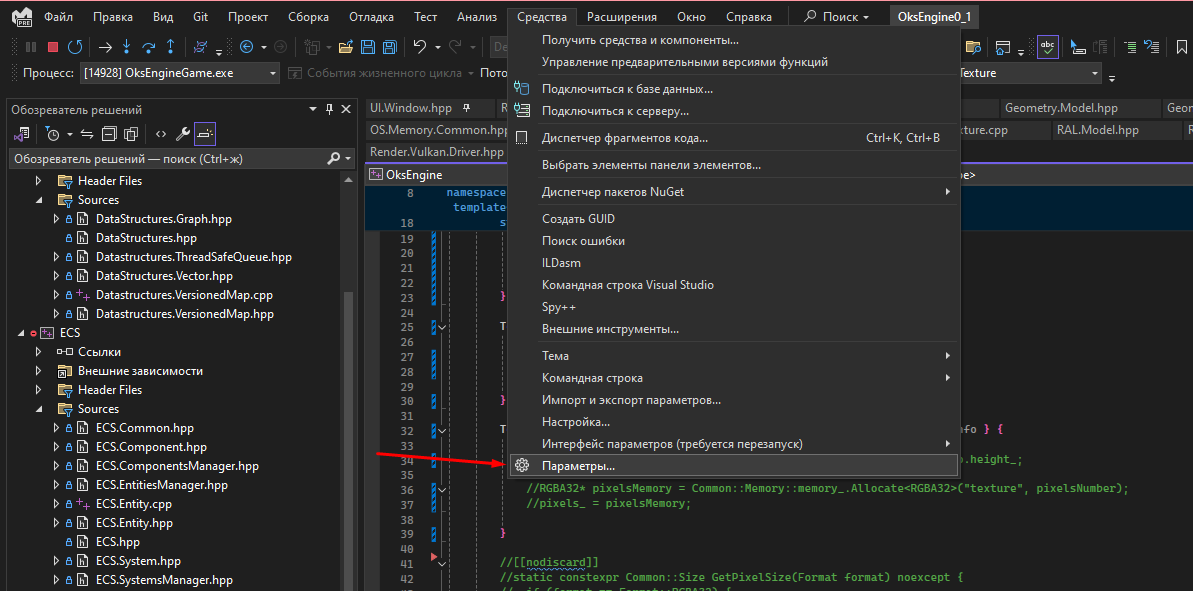 PRE Файл Правка Вид Git Проект Сборка Отладка Тест Анализ Средства Расширения Окно Справка Поиск OksEngine0_1
De
Процесс: [14928] OksEngineGame.exe События жизненного цикла Пото Texture
Обозреватель решений
Обозреватель решений — поиск (Ctrl+ж)
Header Files
Sources
DataStructures.Graph.hpp
DataStructures.hpp
Datastructures.ThreadSafeQueue.hpp
DataStructures.Vector.hpp
Datastructures.VersionedMap.cpp
Datastructures.VersionedMap.hpp
ECS
Ссылки
Внешние зависимости
Header Files
Sources
ECS.Common.hpp
ECS.Component.hpp
ECS.ComponentsManager.hpp
ECS.EntitiesManager.hpp
ECS.Entity.cpp
ECS.Entity.hpp
ECS.hpp
ECS.System.hpp
ECS.SystemsManager.hpp
Получить средства и компоненты...
Управление предварительными версиями функций
Подключиться к базе данных...
Подключиться к серверу...
Диспетчер фрагментов кода... Ctrl+K, Ctrl+B
Выбрать элементы панели элементов...
Диспетчер пакетов NuGet
Создать GUID
Поиск ошибки
ILDasm
Командная строка Visual Studio
Spy++
Внешние инструменты...
Тема
Командная строка
Импорт и экспорт параметров...
Настройка...
Интерфейс параметров (требуется перезапуск)
Параметры...
UI.Window.hpp Geometry.Model.hpp Geon
OS.Memory.Common.hpp xture.cpp RAL.Model.hpp
Render.Vulkan.Driver.hpp
OksEngine pe>
8 namespace
template
18 s
19
20
21
22
23 }
24
25 T
26
27
28
29
30 }
31
32 T nfo } {
33
34 o.height_;
35
36 //RGBA32* pixelsMemory = Common::Memory::memory_.Allocate<RGBA32>("texture", pixelsNumber);
37 //pixels_ = pixelsMemory;
38
39 }
40
41 //[[nodiscard]]
42 //static constexpr Common::Size GetPixelSize(Format format) noexcept {